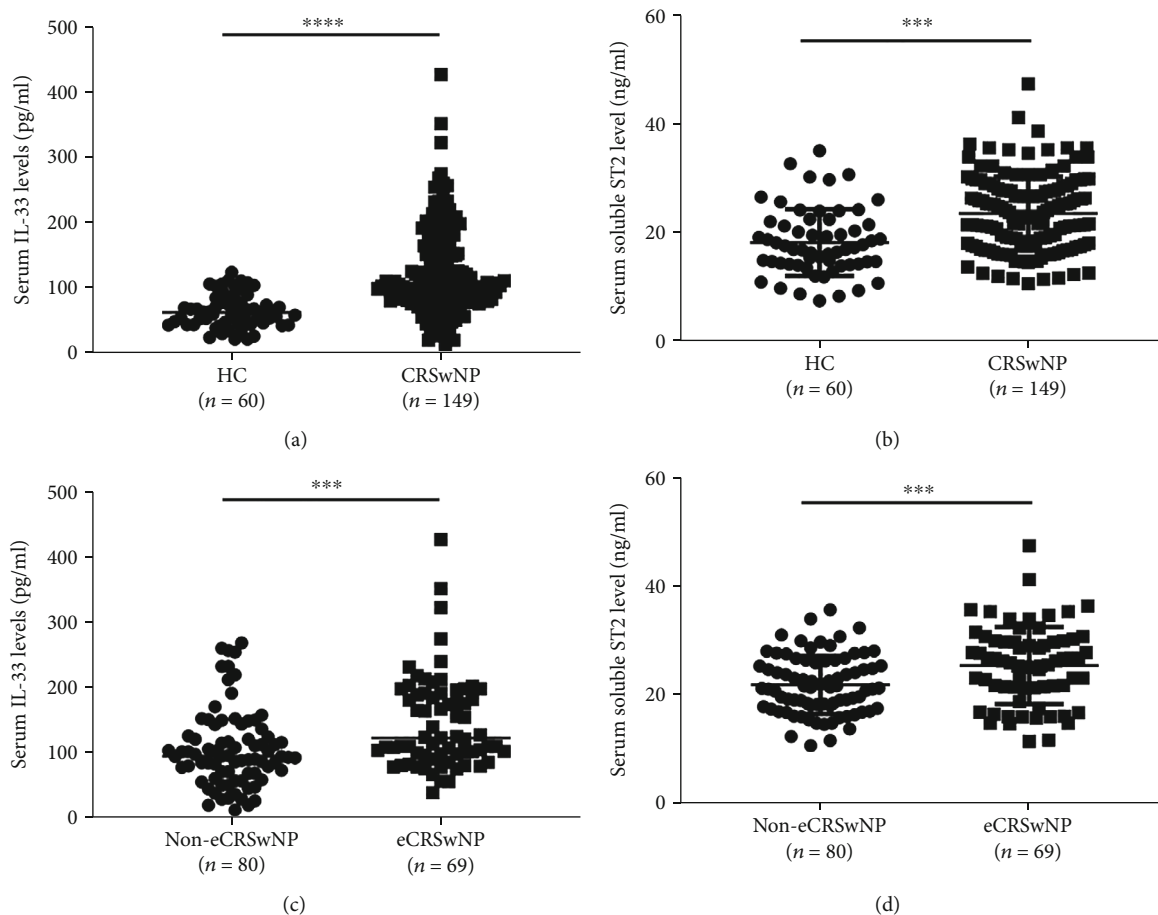 Serum IL-33 levels (pg/ml)
500
400
300
200
100
0
****
HC
(n = 60)
CRSwNP
(n = 149)
(a)
Serum soluble ST2 level (ng/ml)
60
40
20
0
***
HC
(n = 60)
CRSwNP
(n = 149)
(b)
Serum IL-33 levels (pg/ml)
500
400
300
200
100
0
***
Non-eCRSwNP
(n = 80)
eCRSwNP
(n = 69)
(c)
Serum soluble ST2 level (ng/ml)
60
40
20
0
***
Non-eCRSwNP
(n = 80)
eCRSwNP
(n = 69)
(d)